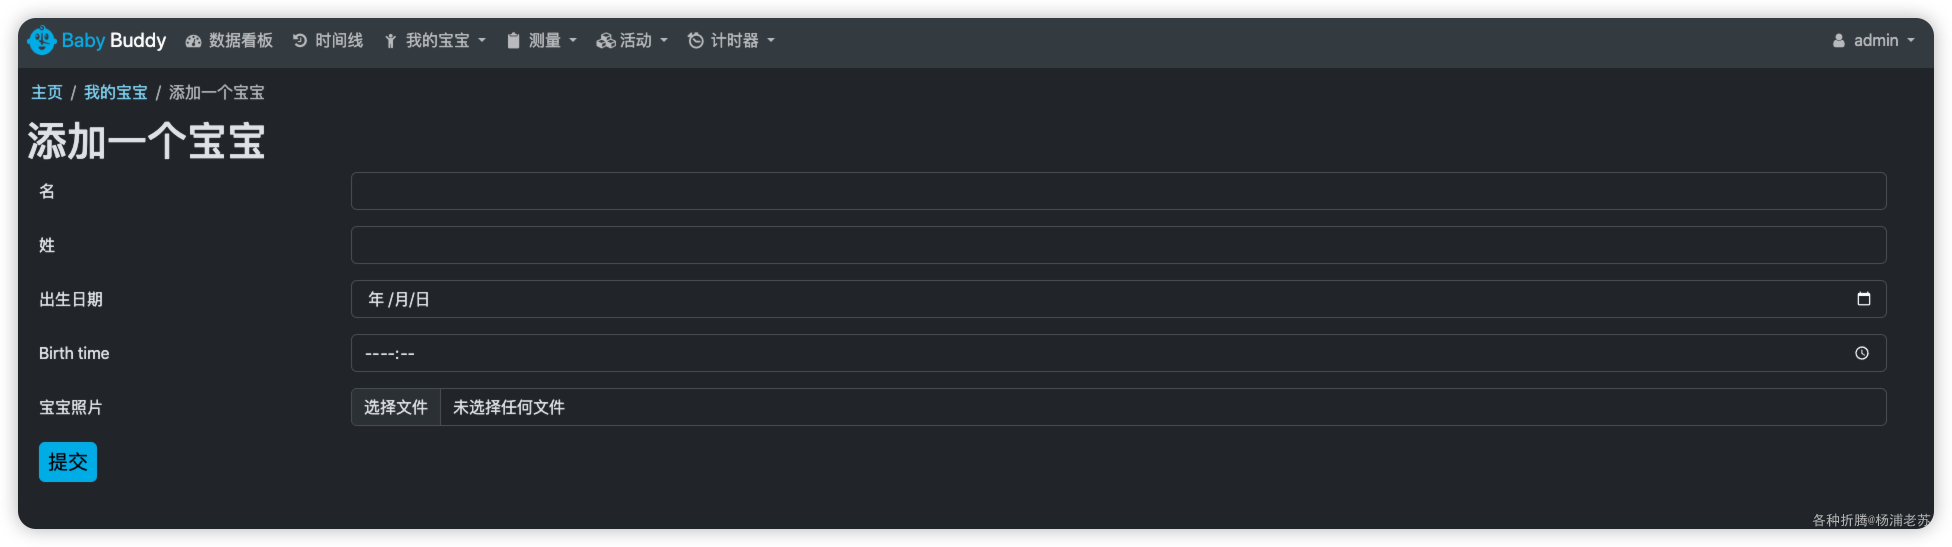 Baby Buddy 数据看板 时间线 我的宝宝 测量 活动 计时器 admin
主页 / 我的宝宝 / 添加一个宝宝
添加一个宝宝
名
姓
出生日期 年 /月/日
Birth time ----:--
宝宝照片 选择文件 未选择任何文件
提交
各种折腾@杨浦老苏